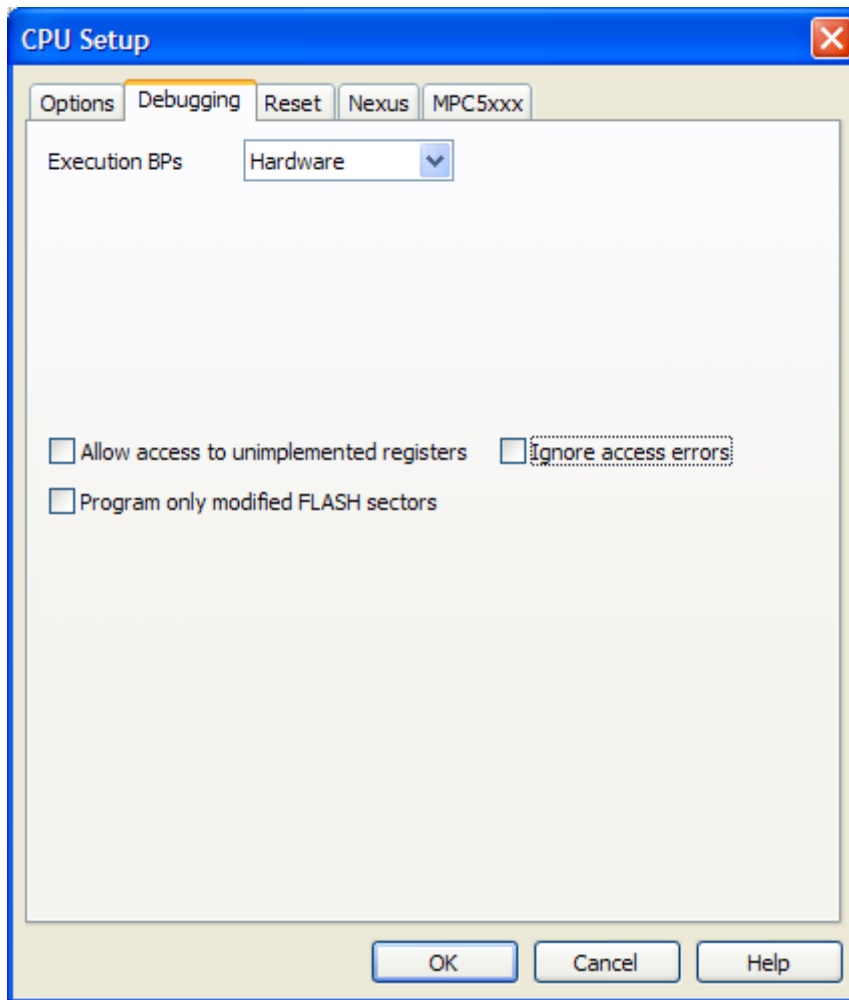 CPU Setup
Options Debugging Reset Nexus MPC5xxx
Execution BPs Hardware
Allow access to unimplemented registers Ignore access errors
Program only modified FLASH sectors
OK Cancel Help